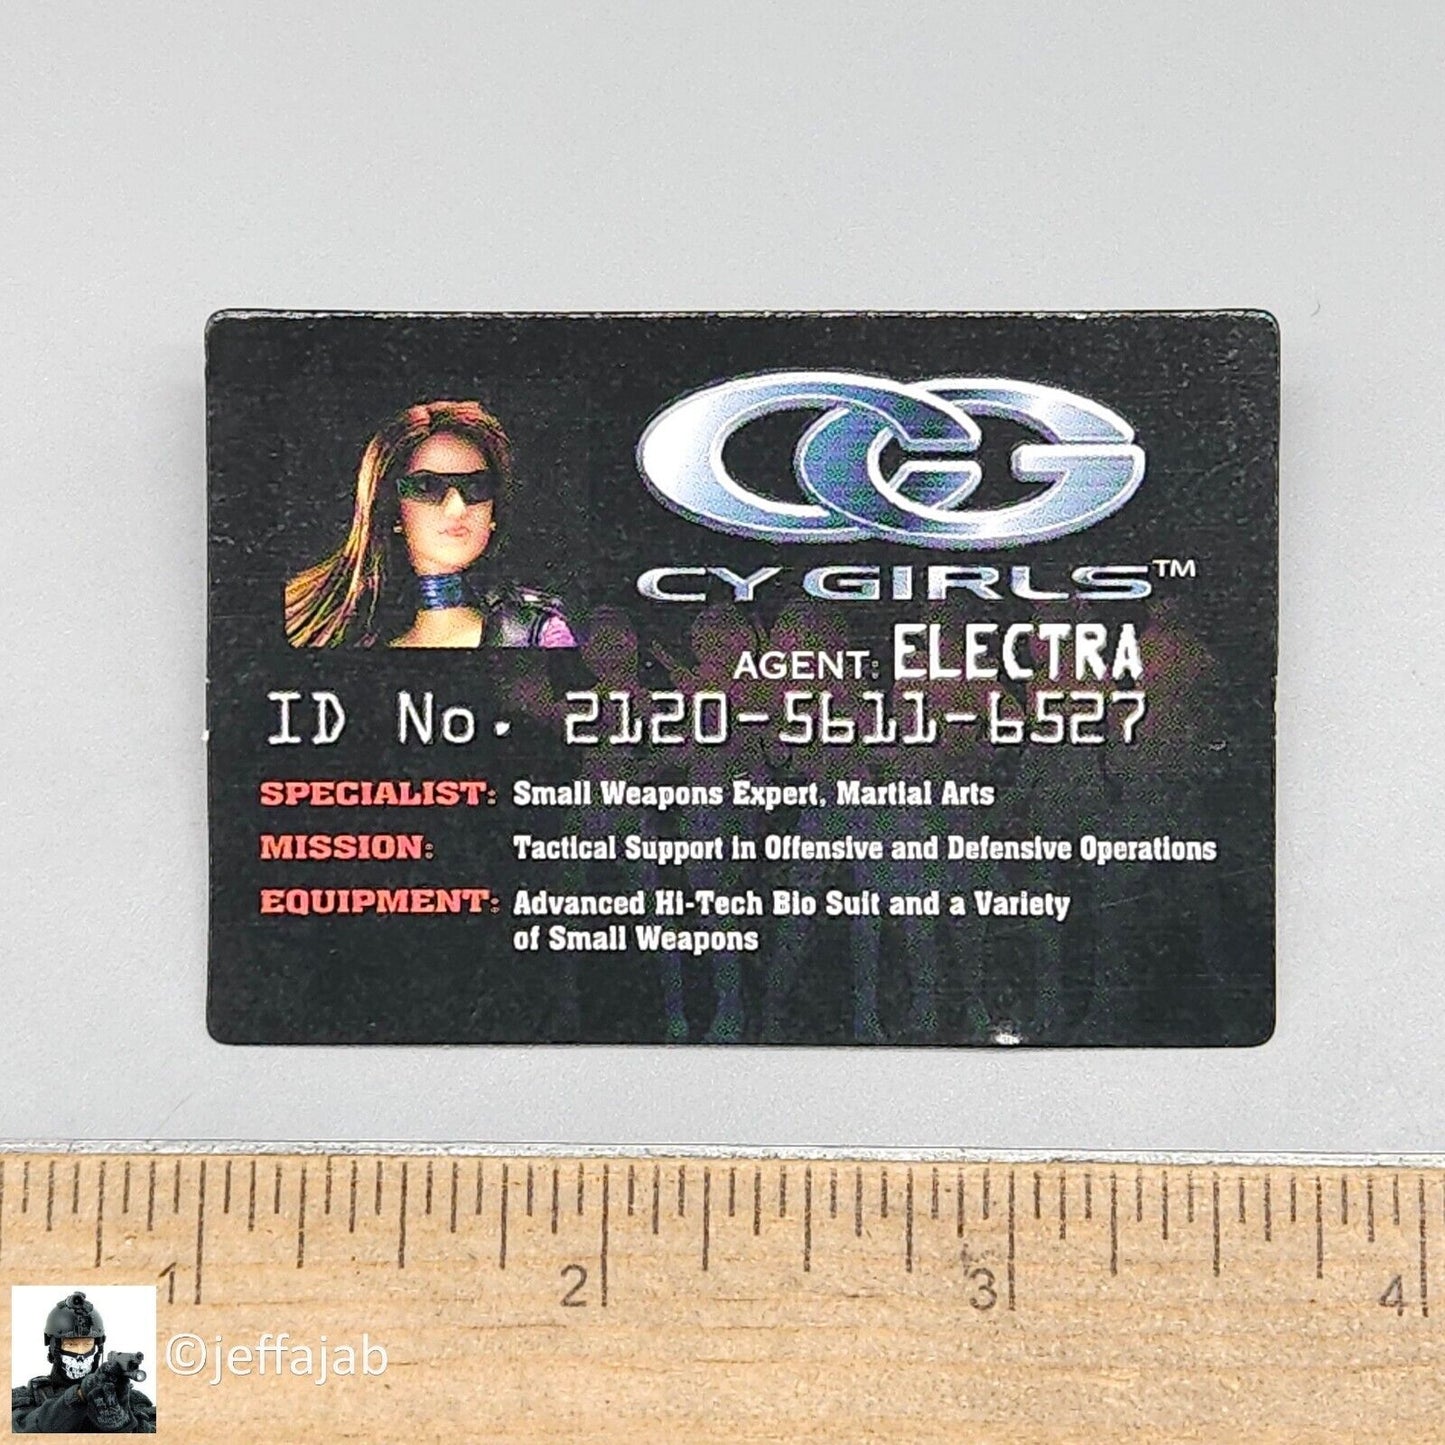 CG
CY GIRLS™
AGENT: ELECTRA
ID No. 2120-5611-6527
SPECIALIST: Small Weapons Expert, Martial Arts
MISSION: Tactical Support in Offensive and Defensive Operations
EQUIPMENT: Advanced Hi-Tech Bio Suit and a Variety
of Small Weapons
1 2 3 4
©jeffajab